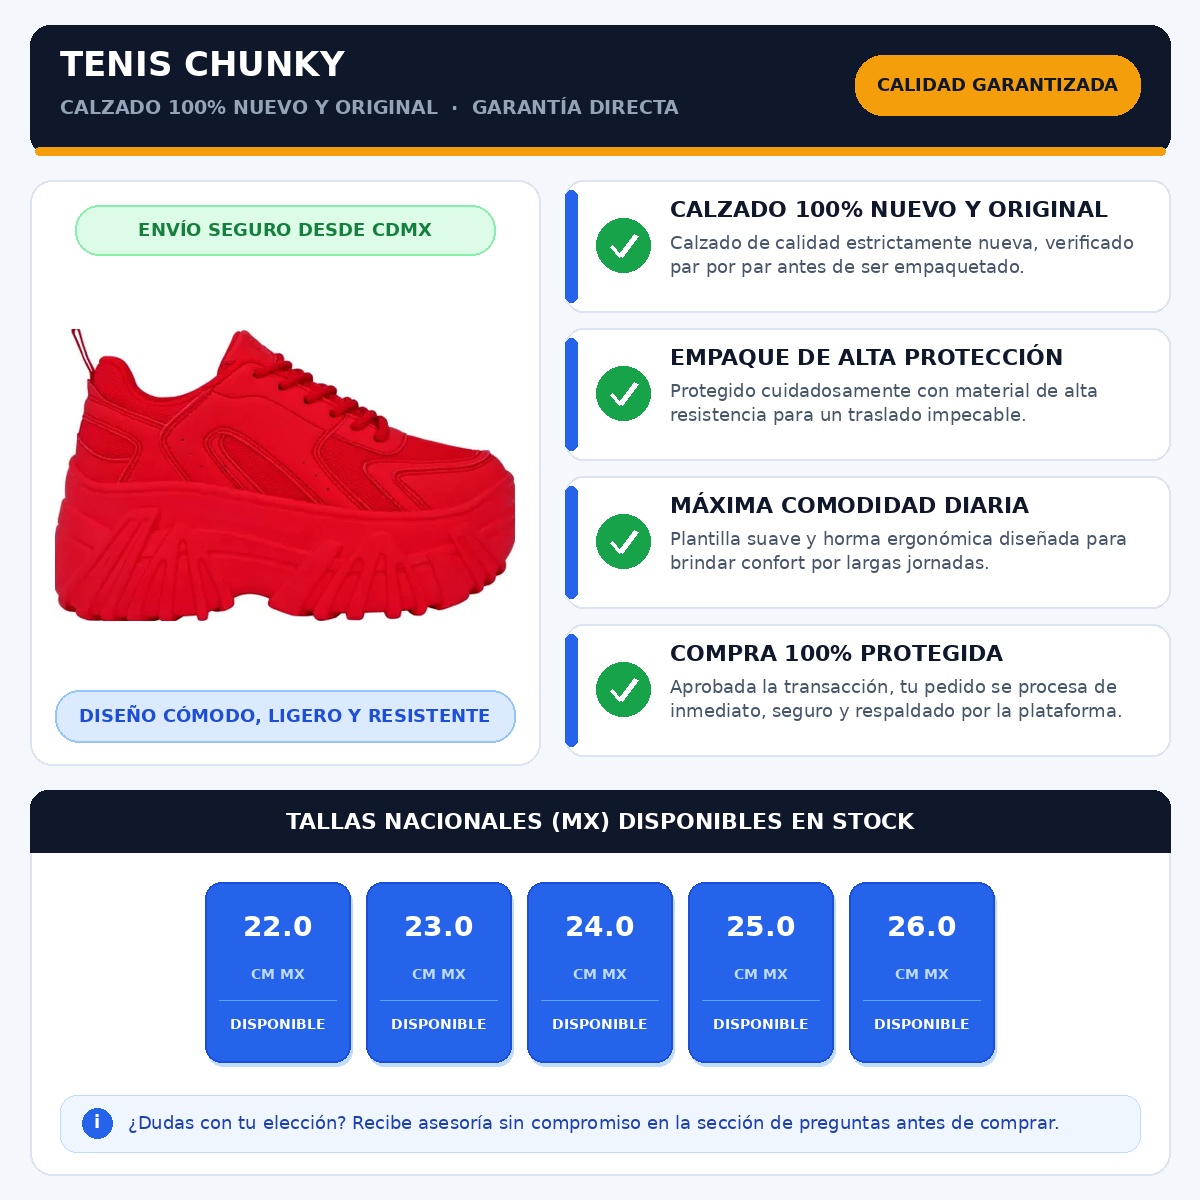 TENIS CHUNKY
CALZADO 100% NUEVO Y ORIGINAL · GARANTÍA DIRECTA
CALIDAD GARANTIZADA
ENVÍO SEGURO DESDE CDMX
DISEÑO CÓMODO, LIGERO Y RESISTENTE
CALZADO 100% NUEVO Y ORIGINAL
Calzado de calidad estrictamente nueva, verificado
par por par antes de ser empaquetado.
EMPAQUE DE ALTA PROTECCIÓN
Protegido cuidadosamente con material de alta
resistencia para un traslado impecable.
MÁXIMA COMODIDAD DIARIA
Plantilla suave y horma ergonómica diseñada para
brindar confort por largas jornadas.
COMPRA 100% PROTEGIDA
Aprobada la transacción, tu pedido se procesa de
inmediato, seguro y respaldado por la plataforma.
TALLAS NACIONALES (MX) DISPONIBLES EN STOCK
22.0
CM MX
DISPONIBLE
23.0
CM MX
DISPONIBLE
24.0
CM MX
DISPONIBLE
25.0
CM MX
DISPONIBLE
26.0
CM MX
DISPONIBLE
i
¿Dudas con tu elección? Recibe asesoría sin compromiso en la sección de preguntas antes de comprar.